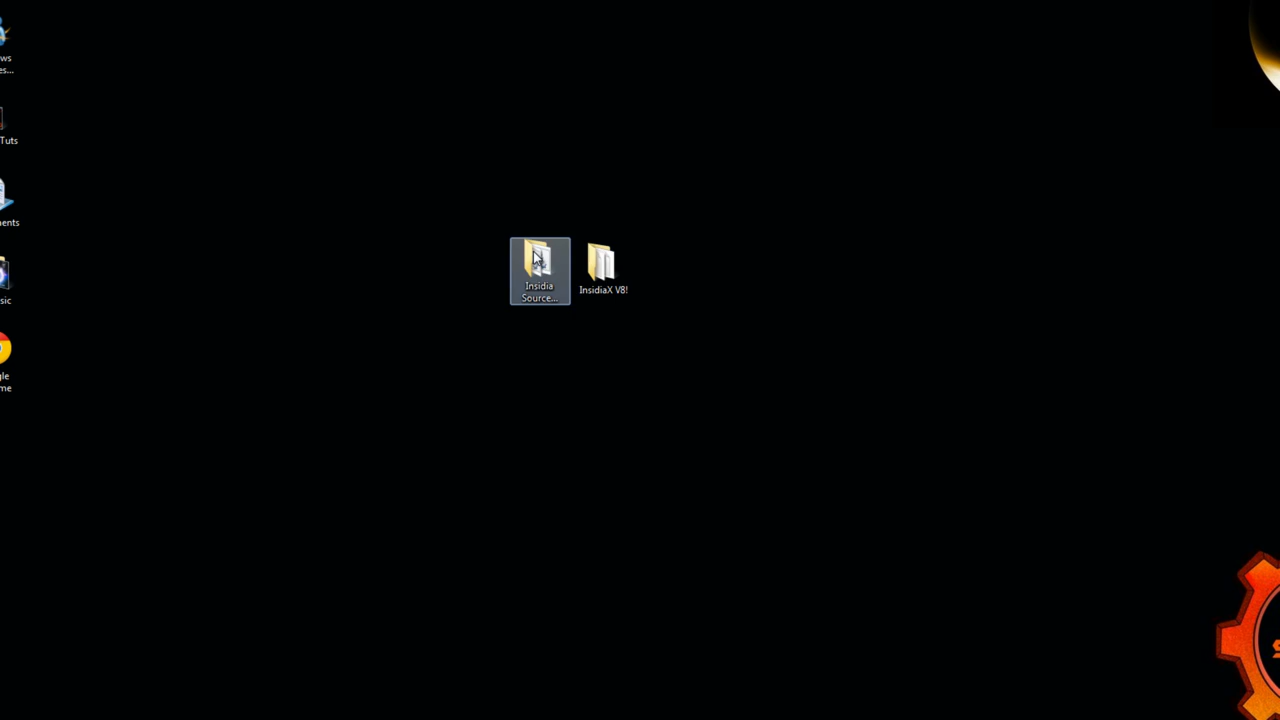 ws
es...
Tuts
ents
sic
gle
me
Insidia
Source...
InsidiaX V8!